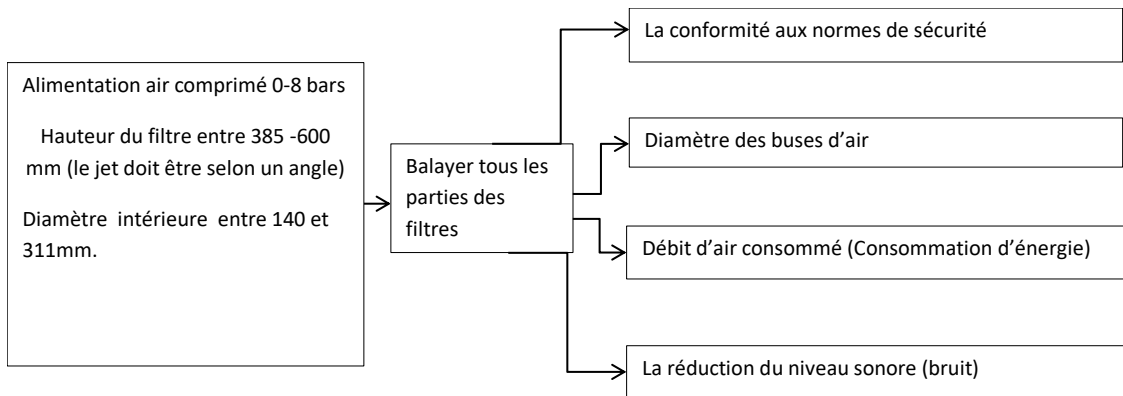 Alimentation air comprimé 0-8 bars
Hauteur du filtre entre 385 -600
mm (le jet doit être selon un angle)
Diamètre intérieure entre 140 et
311mm.
Balayer tous les
parties des
filtres
La conformité aux normes de sécurité
Diamètre des buses d’air
Débit d’air consommé (Consommation d’énergie)
La réduction du niveau sonore (bruit)